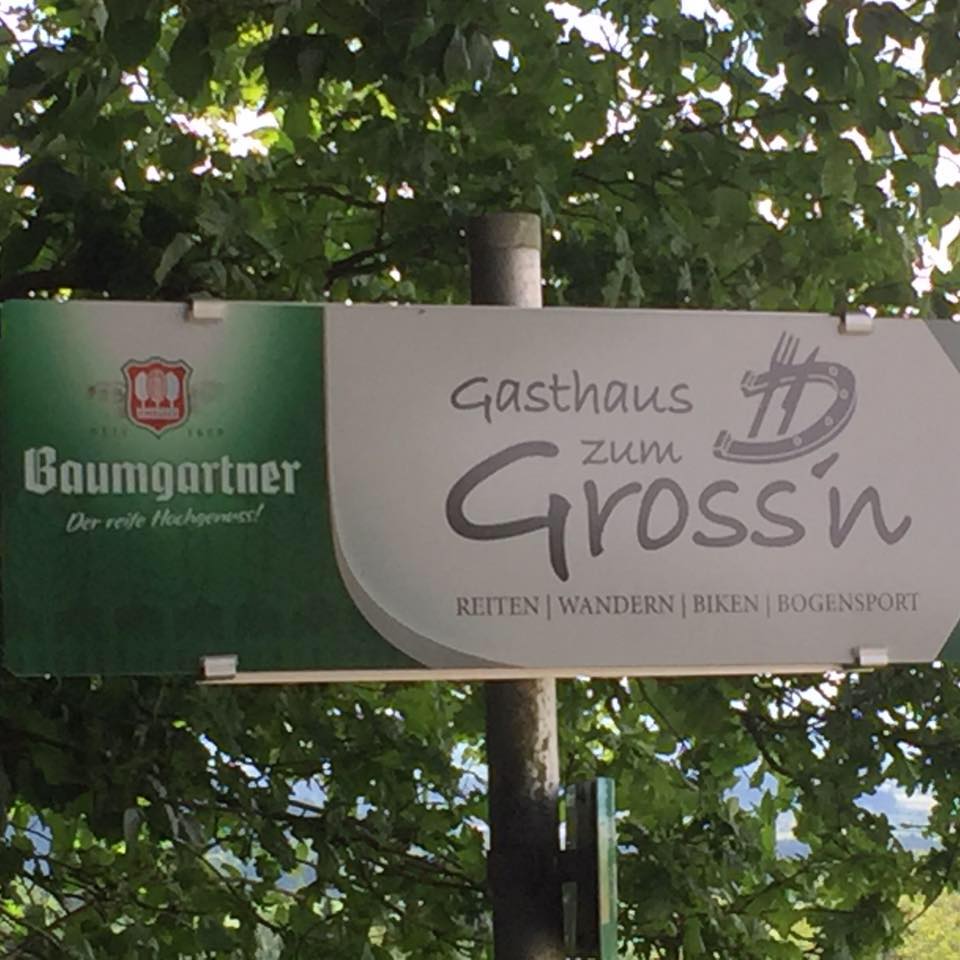 Baumgartner
Der reife Hochgenuss!
Gasthaus
zum
Gross'n
REITEN | WANDERN | BIKEN | BOGENSPORT